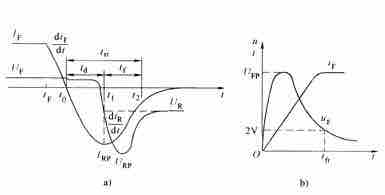 I_F
di_F
dt
t_rr
t_d
t_f
U_F
t_F
t_0
t_1
t_2
t
di_R
dt
U_R
I_RP
U_RP
a)
u
i
U_FP
i_F
u_F
2V
O
t_fr
t
b)